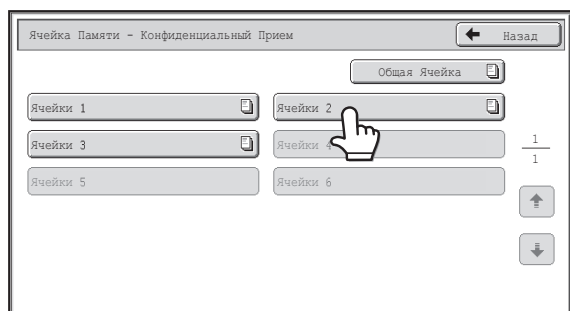 Ячейка Памяти - Конфиденциальный Прием
Назад
Общая Ячейка
Ячейки 1
Ячейки 2
Ячейки 3
Ячейки 4
1
1
Ячейки 5
Ячейки 6